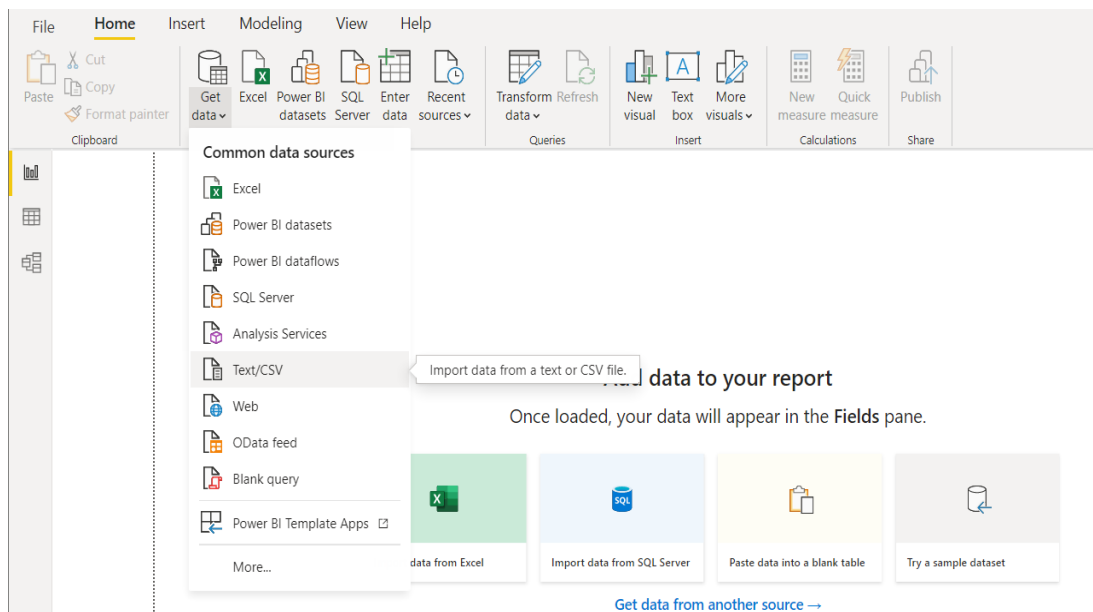 File Home Insert Modeling View Help
Cut
Copy
Format painter
Paste
Clipboard
Get data
Excel
Power BI datasets
SQL Server
Enter data
Recent sources
Transform data
Refresh
Queries
New visual
Text box
More visuals
Insert
New measure
Quick measure
Calculations
Publish
Share
Common data sources
Excel
Power BI datasets
Power BI dataflows
SQL Server
Analysis Services
Text/CSV
Import data from a text or CSV file.
Web
OData feed
Blank query
Power BI Template Apps
More...
data to your report
Once loaded, your data will appear in the Fields pane.
data from Excel
Import data from SQL Server
Paste data into a blank table
Try a sample dataset
Get data from another source →